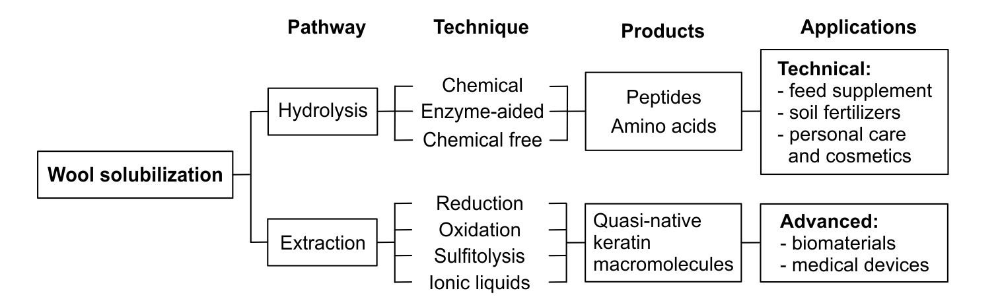 Pathway
Technique
Products
Applications
Wool solubilization
Hydrolysis
Chemical
Enzyme-aided
Chemical free
Peptides
Amino acids
Technical:
- feed supplement
- soil fertilizers
- personal care
and cosmetics
Extraction
Reduction
Oxidation
Sulfitolysis
Ionic liquids
Quasi-native
keratin
macromolecules
Advanced:
- biomaterials
- medical devices